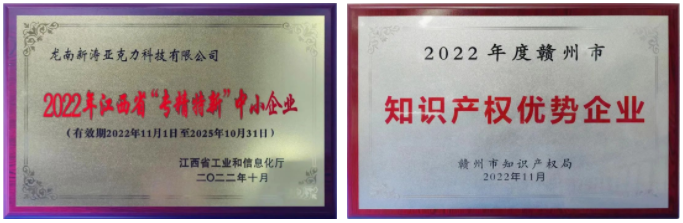 龙南新涛亚克力科技有限公司
2022年江西省“专精特新”中小企业
(有效期2022年11月1日至2025年10月31日)
江西省工业和信息化厅
二〇二二年十月
2022年度赣州市
知识产权优势企业
赣州市知识产权局
2022年11月